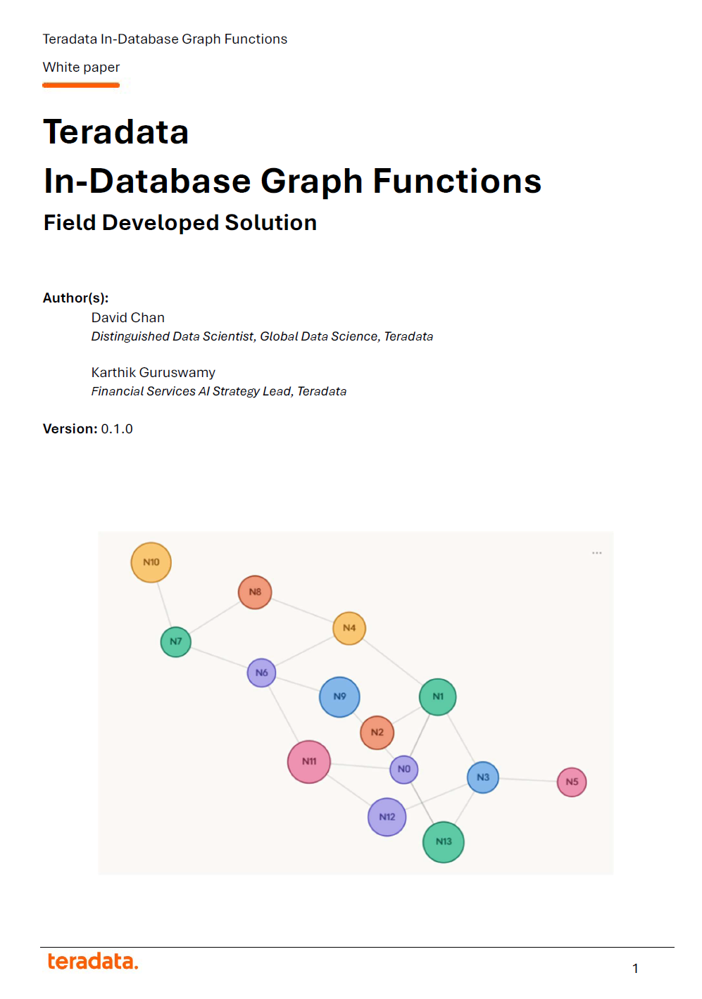 Teradata In-Database Graph Functions
White paper
Teradata
In-Database Graph Functions
Field Developed Solution
Author(s):
David Chan
Distinguished Data Scientist, Global Data Science, Teradata
Karthik Guruswamy
Financial Services AI Strategy Lead, Teradata
Version: 0.1.0
...
N10
N8
N4
N7
N6
N9
N1
N2
N11
N0
N3
N5
N12
N13
teradata.
1